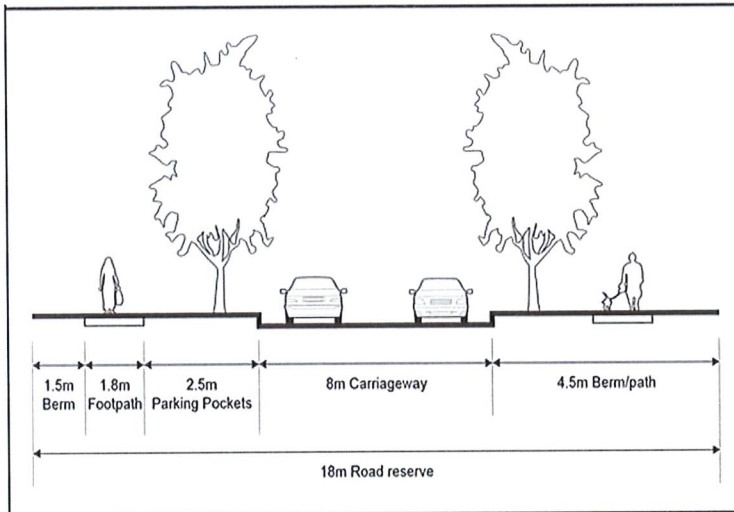 1.5m
Berm
1.8m
Footpath
2.5m
Parking Pockets
8m Carriageway
4.5m Berm/path
18m Road reserve